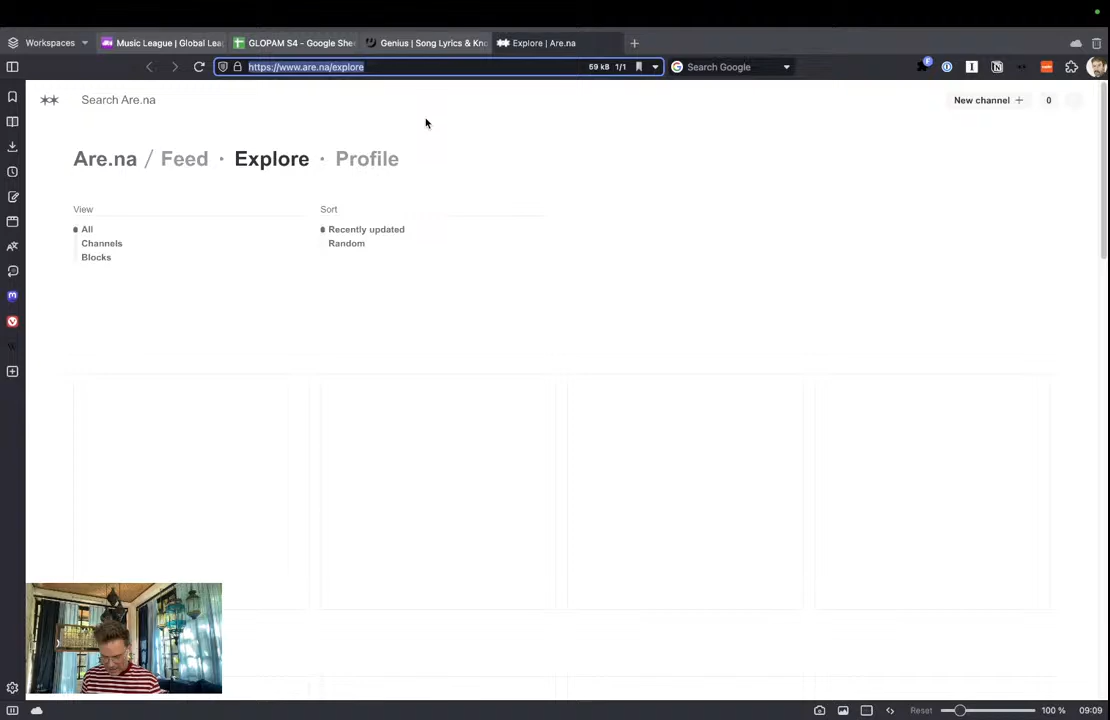 Workspaces
Music League | Global Lea
GLOPAM S4 - Google She
Genius | Song Lyrics & Kno
Explore | Are.na
https://www.are.na/explore
59 kB 1/1
Search Google
Search Are.na
New channel +
0
Are.na / Feed · Explore · Profile
View
Sort
All
Recently updated
Channels
Random
Blocks
Reset
100 %
09:09